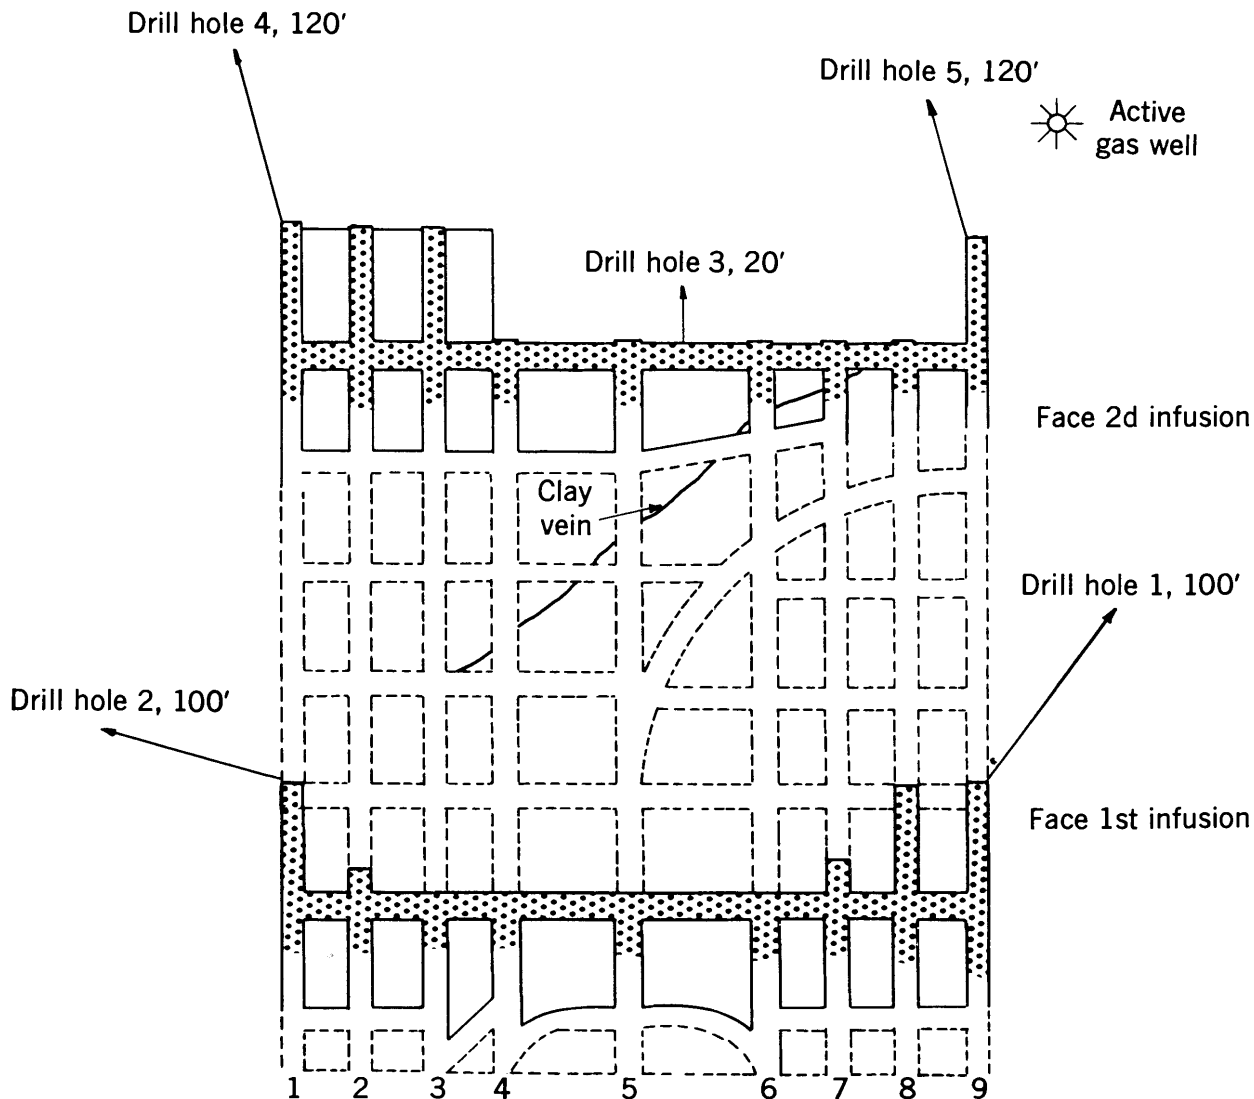 Drill hole 4, 120'
Drill hole 5, 120'
Active
gas well
Drill hole 3, 20'
Face 2d infusion
Clay
vein
Drill hole 1, 100'
Drill hole 2, 100'
Face 1st infusion
1 2 3 4 5 6 7 8 9